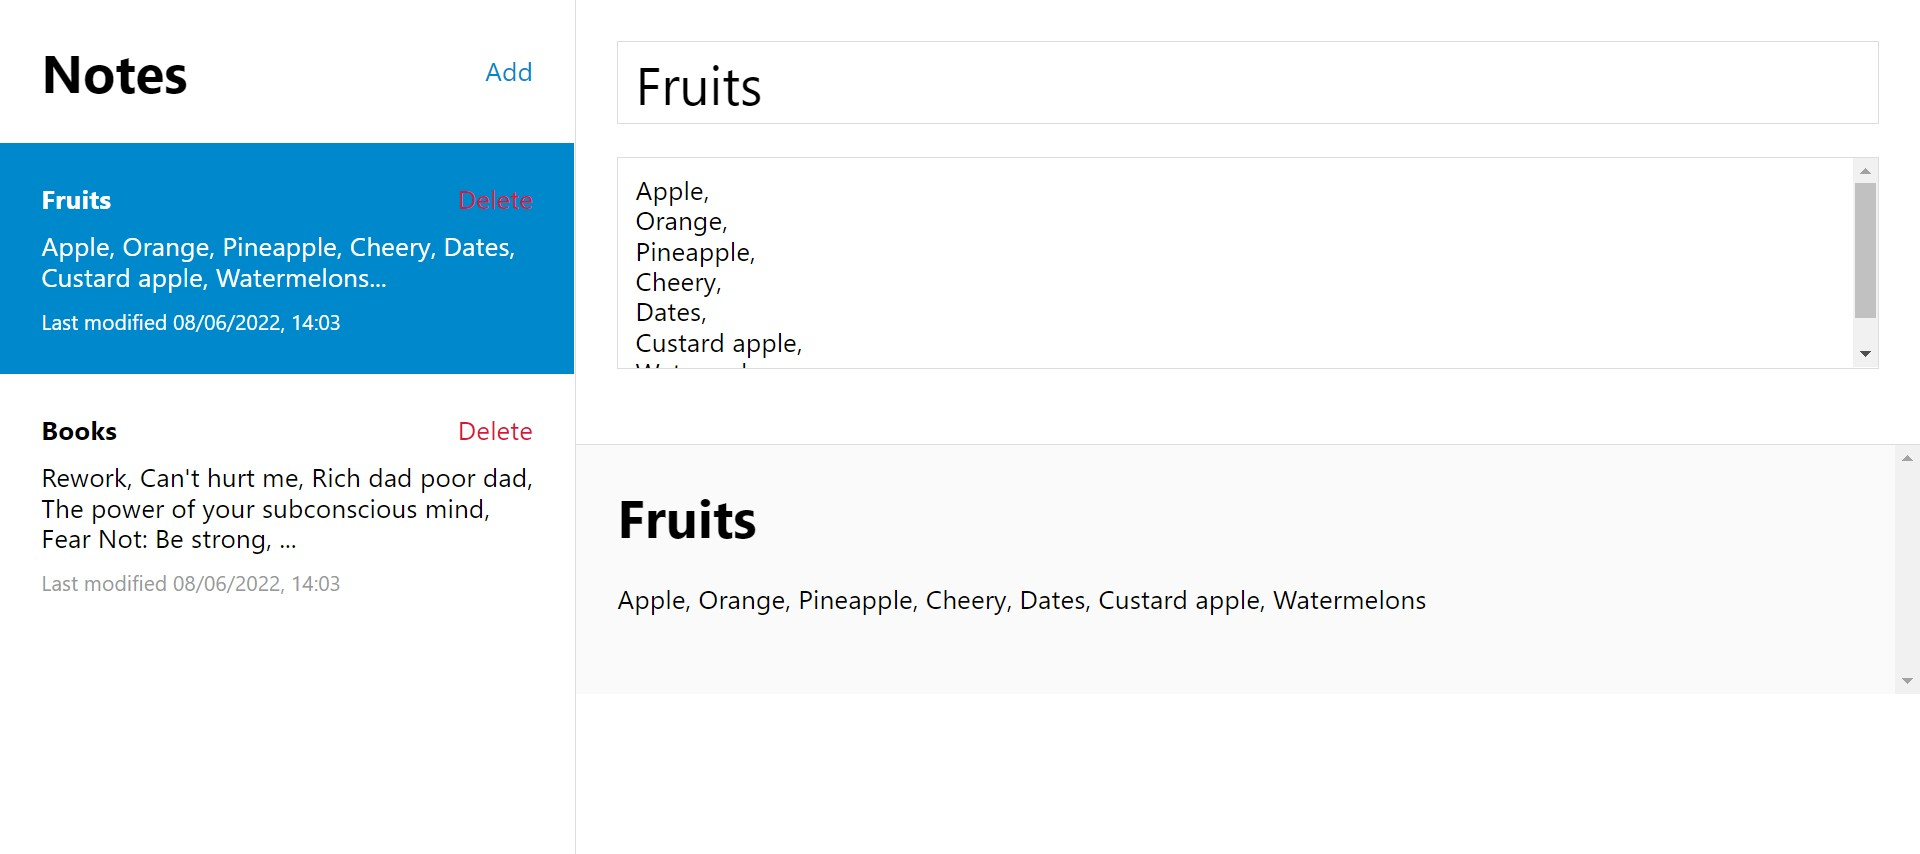 Notes
Add
Fruits
Delete
Apple, Orange, Pineapple, Cheery, Dates,
Custard apple, Watermelons...
Last modified 08/06/2022, 14:03
Books
Delete
Rework, Can't hurt me, Rich dad poor dad,
The power of your subconscious mind,
Fear Not: Be strong, ...
Last modified 08/06/2022, 14:03
Fruits
Apple,
Orange,
Pineapple,
Cheery,
Dates,
Custard apple,
Fruits
Apple, Orange, Pineapple, Cheery, Dates, Custard apple, Watermelons